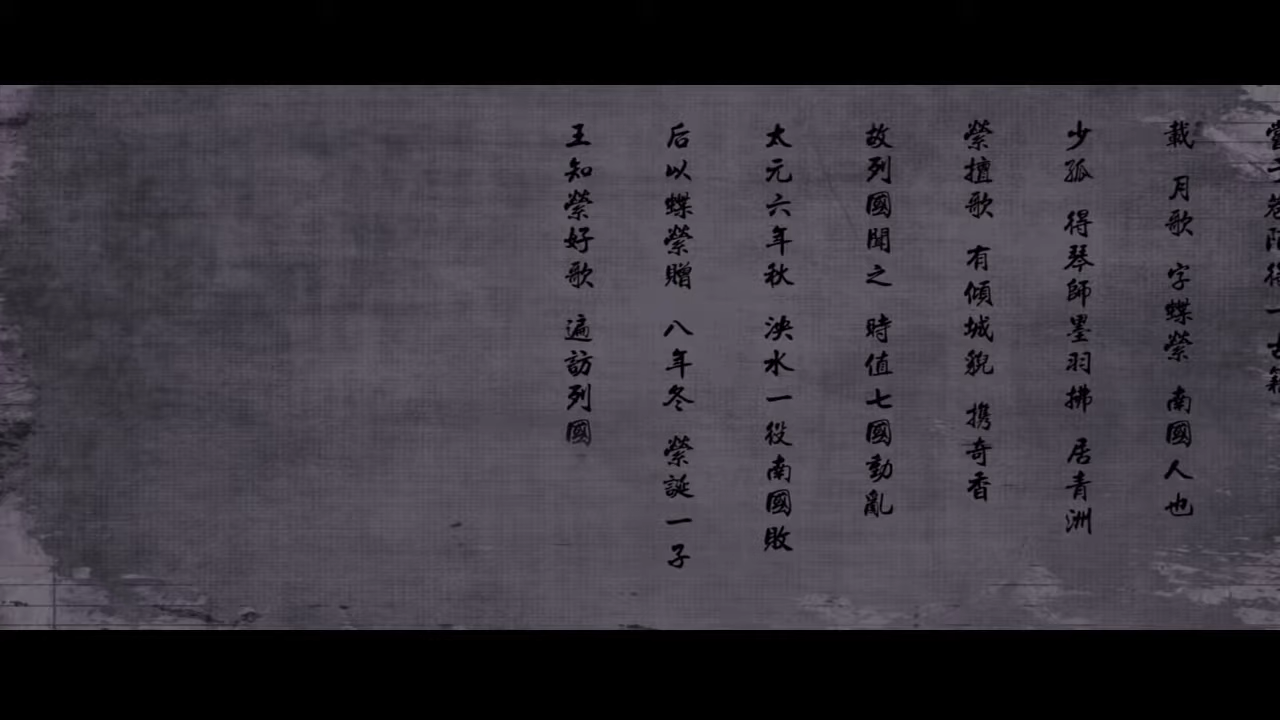 載 月歌 字蝶縈 南國人也
少孤 得琴師墨羽拂 居青洲
縈擅歌 有傾城貌 携奇香
故列國聞之 時值七國動亂
太元六年秋 泱水一役南國敗
后以蝶縈贈 八年冬 縈誕一子
王知縈好歌 遍訪列國